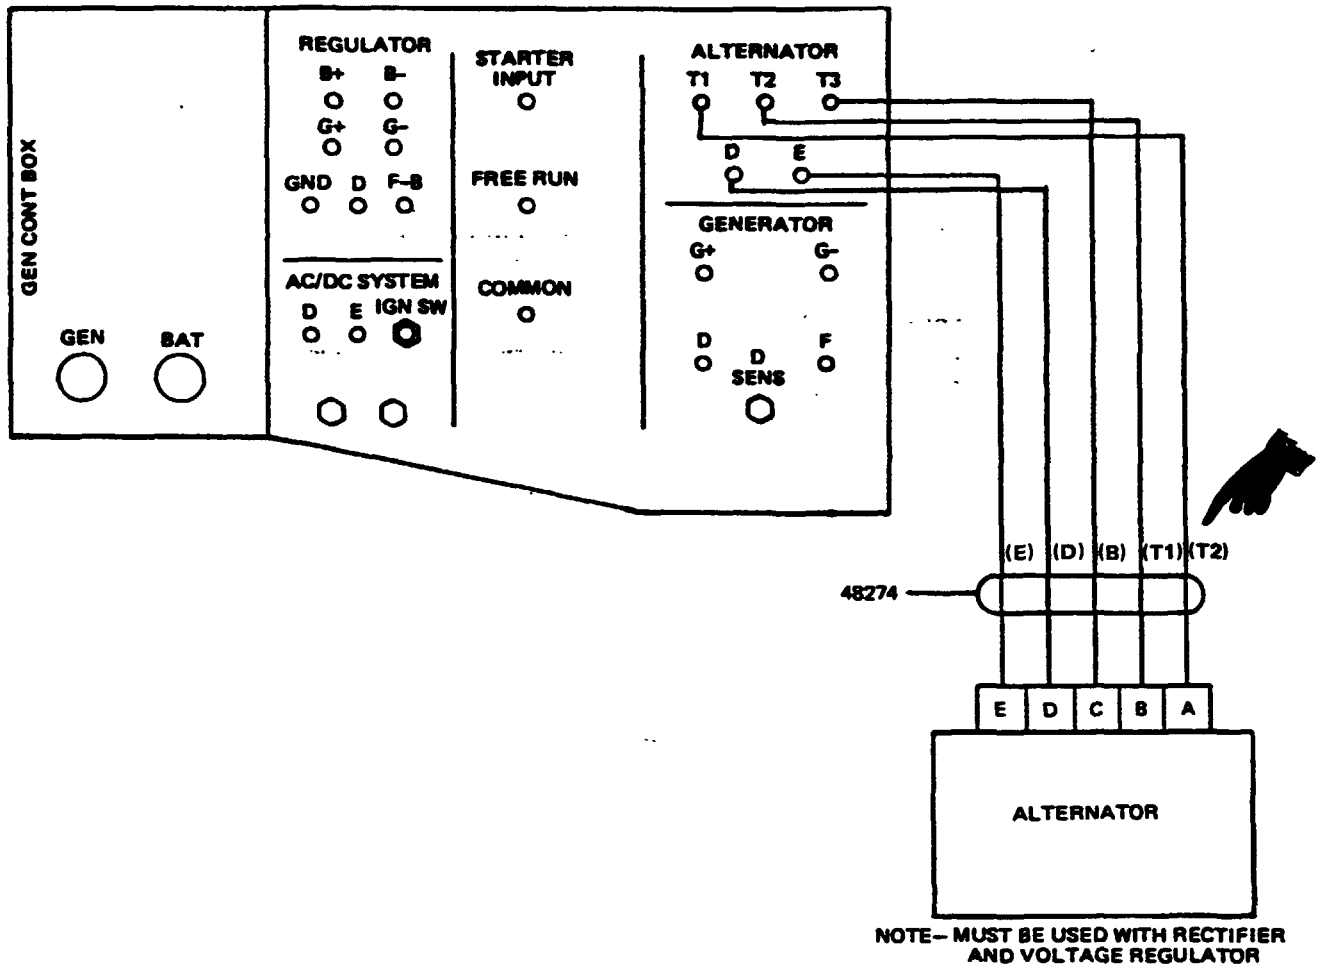 GEN CONT BOX
GEN BAT
REGULATOR
B+ B-
G+ G-
GND D F-B
AC/DC SYSTEM
D E IGN SW
STARTER
INPUT
FREE RUN
COMMON
ALTERNATOR
T1 T2 T3
D E
GENERATOR
G+ G-
D F
D
SENS
(E) (D) (B) (T1) (T2)
48274
E D C B A
ALTERNATOR
NOTE- MUST BE USED WITH RECTIFIER
AND VOLTAGE REGULATOR